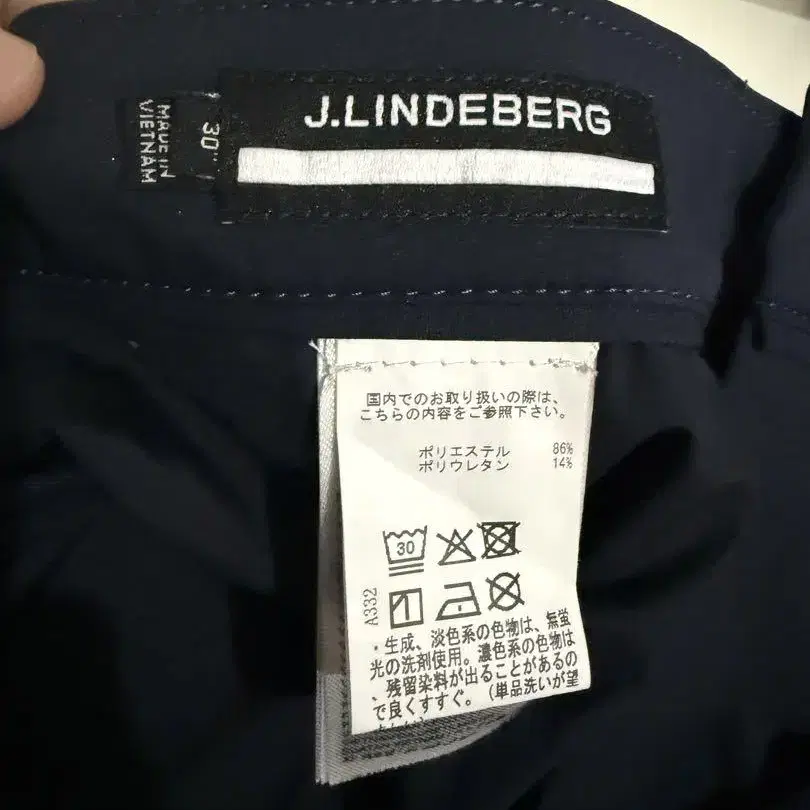 J.LINDEBERG
30"
MADE IN
VIETNAM
国内でのお取り扱いの際は、
こちらの内容をご参照下さい。
ポリエステル 86%
ポリウレタン 14%
30
A332
・生成、淡色系の色物は、無蛍
光の洗剤使用。濃色系の色物は
、残留染料が出ることがあるの
で良くすすぐ。(単品洗いが望